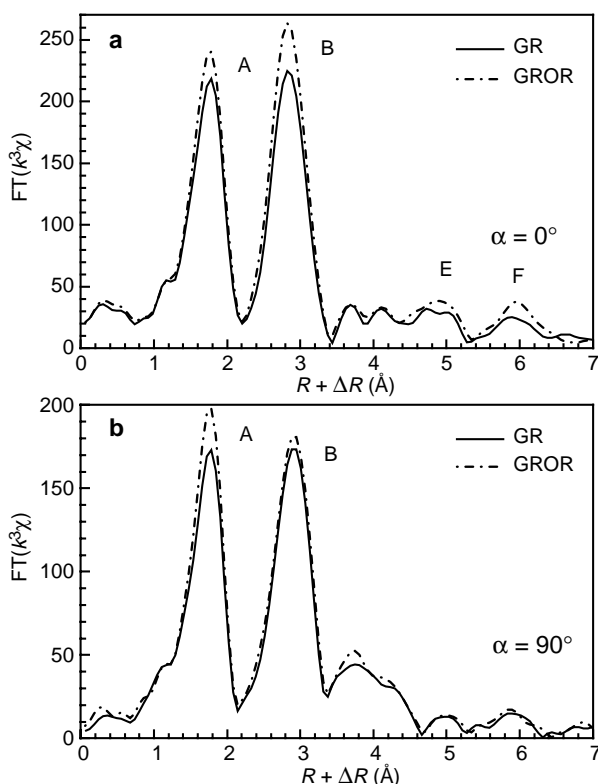 a
A
B
GR
GROR
250
200
150
100
50
0
FT(k³χ)
α = 0°
E
F
0 1 2 3 4 5 6 7
R + ΔR (Å)
b
A
B
GR
GROR
200
150
100
50
0
FT(k³χ)
α = 90°
0 1 2 3 4 5 6 7
R + ΔR (Å)